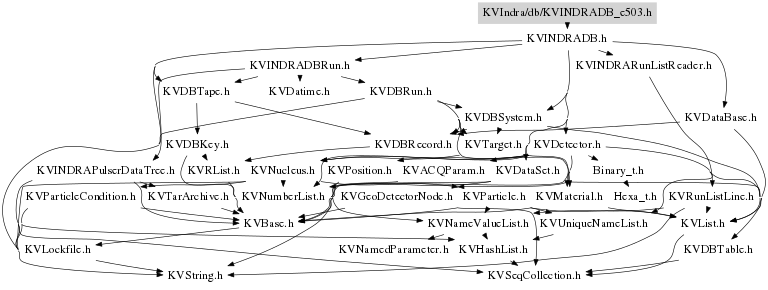 KVIndra/db/KVINDRADB_e503.h
KVINDRADB.h
KVINDRADBRun.h
KVINDRARunListReader.h
KVDBTape.h
KVDatime.h
KVDBRun.h
KVDBSystem.h
KVDataBase.h
KVDBKey.h
KVDBRecord.h
KVTarget.h
KVDetector.h
KVINDRAPulserDataTree.h
KVRList.h
KVNucleus.h
KVPosition.h
KVACQParam.h
KVDataSet.h
Binary_t.h
KVParticleCondition.h
KVTarArchive.h
KVNumberList.h
KVGeoDetectorNode.h
KVParticle.h
KVMaterial.h
Hexa_t.h
KVRunListLine.h
KVBase.h
KVNameValueList.h
KVUniqueNameList.h
KVList.h
KVLockfile.h
KVNamedParameter.h
KVHashList.h
KVDBTable.h
KVString.h
KVSeqCollection.h